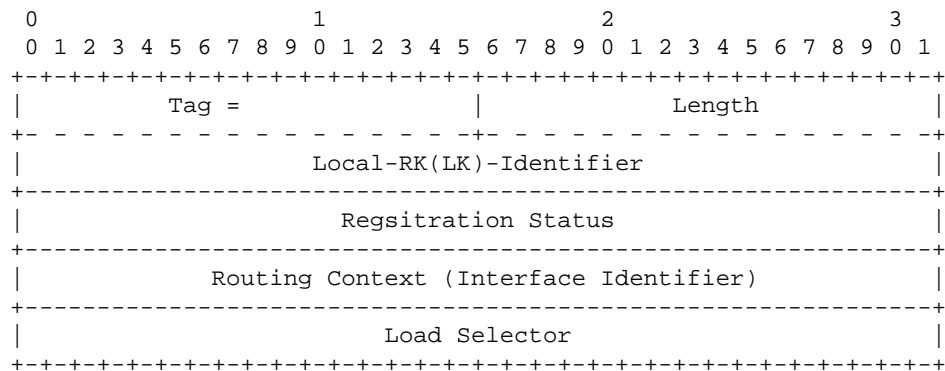 0                   1                   2                   3
0 1 2 3 4 5 6 7 8 9 0 1 2 3 4 5 6 7 8 9 0 1 2 3 4 5 6 7 8 9 0 1
+-+-+-+-+-+-+-+-+-+-+-+-+-+-+-+-+-+-+-+-+-+-+-+-+-+-+-+-+-+-+-+-+
|          Tag =                |             Length            |
+- - - - - - - - - - - - - - - -+- - - - - - - - - - - - - - - -+
|                    Local-RK(LK)-Identifier                    |
+---------------------------------------------------------------+
|                      Regsitration Status                      |
+---------------------------------------------------------------+
|             Routing Context (Interface Identifier)            |
+---------------------------------------------------------------+
|                         Load Selector                         |
+-+-+-+-+-+-+-+-+-+-+-+-+-+-+-+-+-+-+-+-+-+-+-+-+-+-+-+-+-+-+-+-+